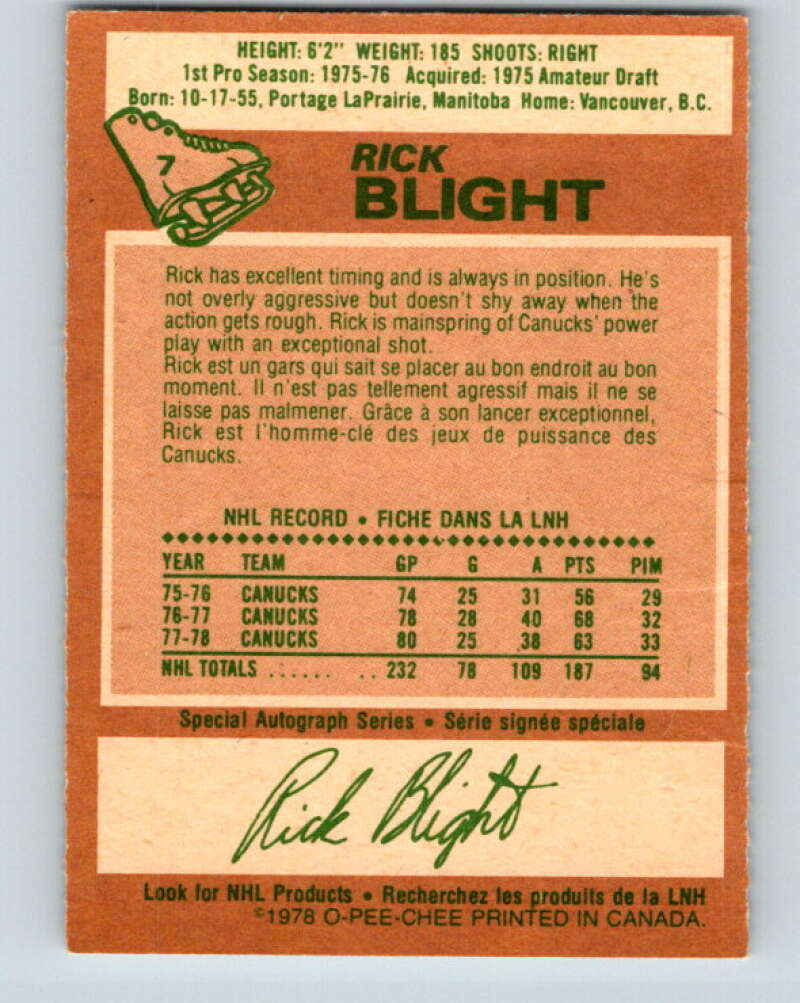 HEIGHT: 6'2" WEIGHT: 185 SHOOTS: RIGHT
1st Pro Season: 1975-76 Acquired: 1975 Amateur Draft
Born: 10-17-55, Portage LaPrairie, Manitoba Home: Vancouver, B.C.
7
RICK
BLIGHT
Rick has excellent timing and is always in position. He's
not overly aggressive but doesn't shy away when the
action gets rough. Rick is mainspring of Canucks' power
play with an exceptional shot.
Rick est un gars qui sait se placer au bon endroit au bon
moment. Il n'est pas tellement agressif mais il ne se
laisse pas malmener. Grâce à son lancer exceptionnel,
Rick est l'homme-clé des jeux de puissance des
Canucks.
NHL RECORD • FICHE DANS LA LNH
YEAR TEAM GP G A PTS PIM
75-76 CANUCKS 74 25 31 56 29
76-77 CANUCKS 78 28 40 68 32
77-78 CANUCKS 80 25 38 63 33
NHL TOTALS ........ 232 78 109 187 94
Special Autograph Series • Série signée spéciale
Rick Blight
Look for NHL Products • Recherchez les produits de la LNH
©1978 O-PEE-CHEE PRINTED IN CANADA.